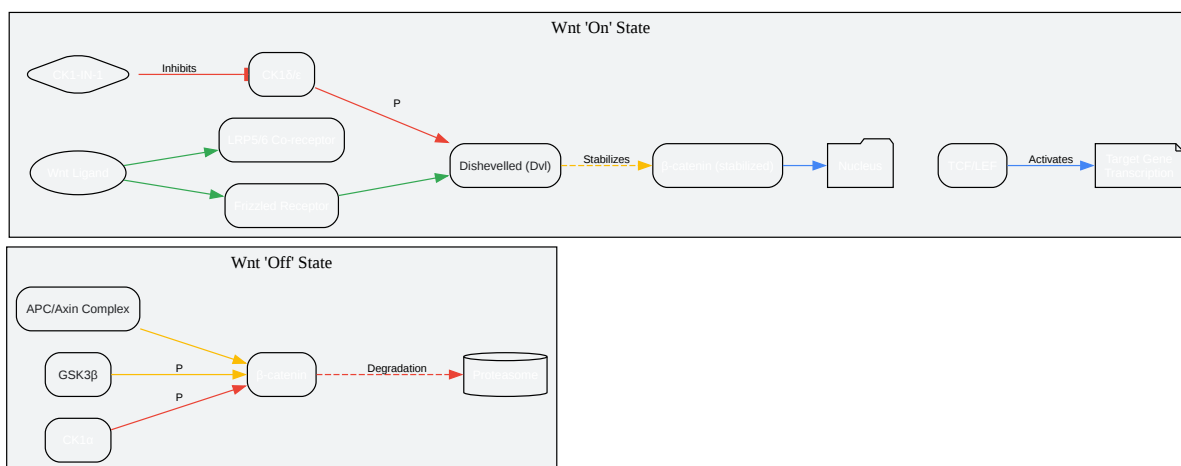 Wnt 'On' State
CK1-IN-1
Inhibits
CK1δ/ε
P
LRP5/6 Co-receptor
Wnt Ligand
Frizzled Receptor
Dishevelled (Dvl)
Stabilizes
β-catenin (stabilized)
Nucleus
TCF/LEF
Activates
Target Gene
Transcription
Wnt 'Off' State
APC/Axin Complex
GSK3β
P
β-catenin
Degradation
Proteasome
P
CK1α